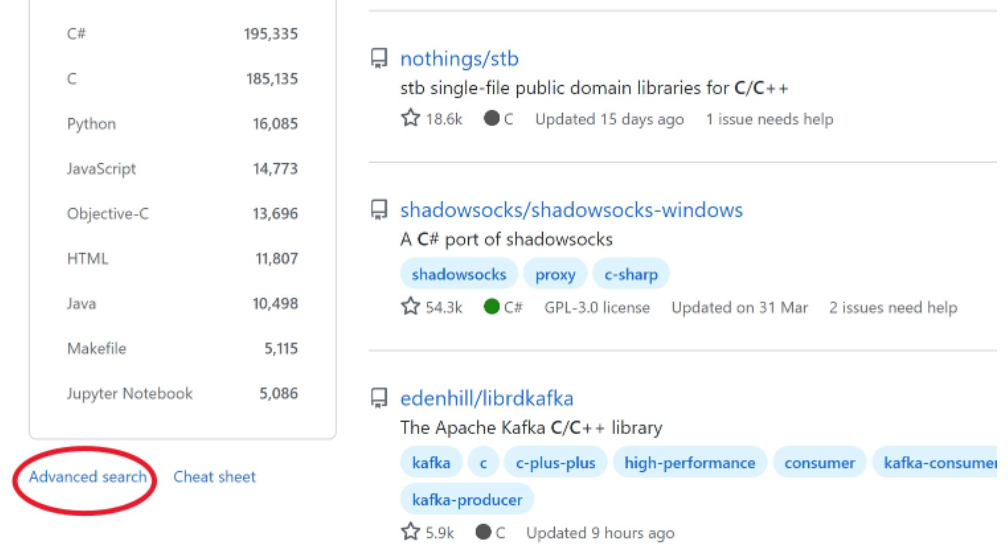 C# 195,335
C 185,135
Python 16,085
JavaScript 14,773
Objective-C 13,696
HTML 11,807
Java 10,498
Makefile 5,115
Jupyter Notebook 5,086
Advanced search Cheat sheet
nothings/stb
stb single-file public domain libraries for C/C++
18.6k C Updated 15 days ago 1 issue needs help
shadowsocks/shadowsocks-windows
A C# port of shadowsocks
shadowsocks proxy c-sharp
54.3k C# GPL-3.0 license Updated on 31 Mar 2 issues need help
edenhill/librdkafka
The Apache Kafka C/C++ library
kafka c c-plus-plus high-performance consumer kafka-consumer
kafka-producer
5.9k C Updated 9 hours ago